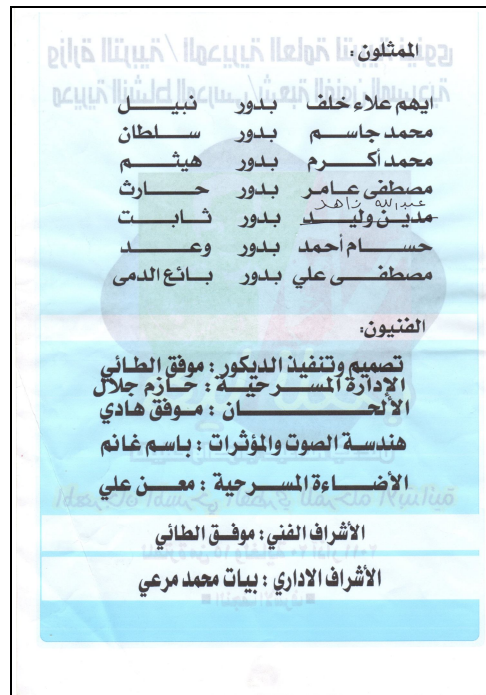 الممثلون :
ايهم علاء خلف بدور نبيل
محمد جاسم بدور سلطان
محمد أكرم بدور هيثم
مصطفى عامر بدور حارث
عبدالله زاهد
مدين وليد بدور ثابت
حسام أحمد بدور وعد
مصطفى علي بدور بائع الدمى
الفنيون:
تصميم وتنفيذ الديكور : موفق الطائي
الإدارة المسرحية : حازم جلال
الألحان : موفق هادي
هندسة الصوت والمؤثرات : باسم غانم
الأضاءة المسرحية : معن علي
الأشراف الفني : موفق الطائي
الأشراف الاداري : بيات محمد مرعي